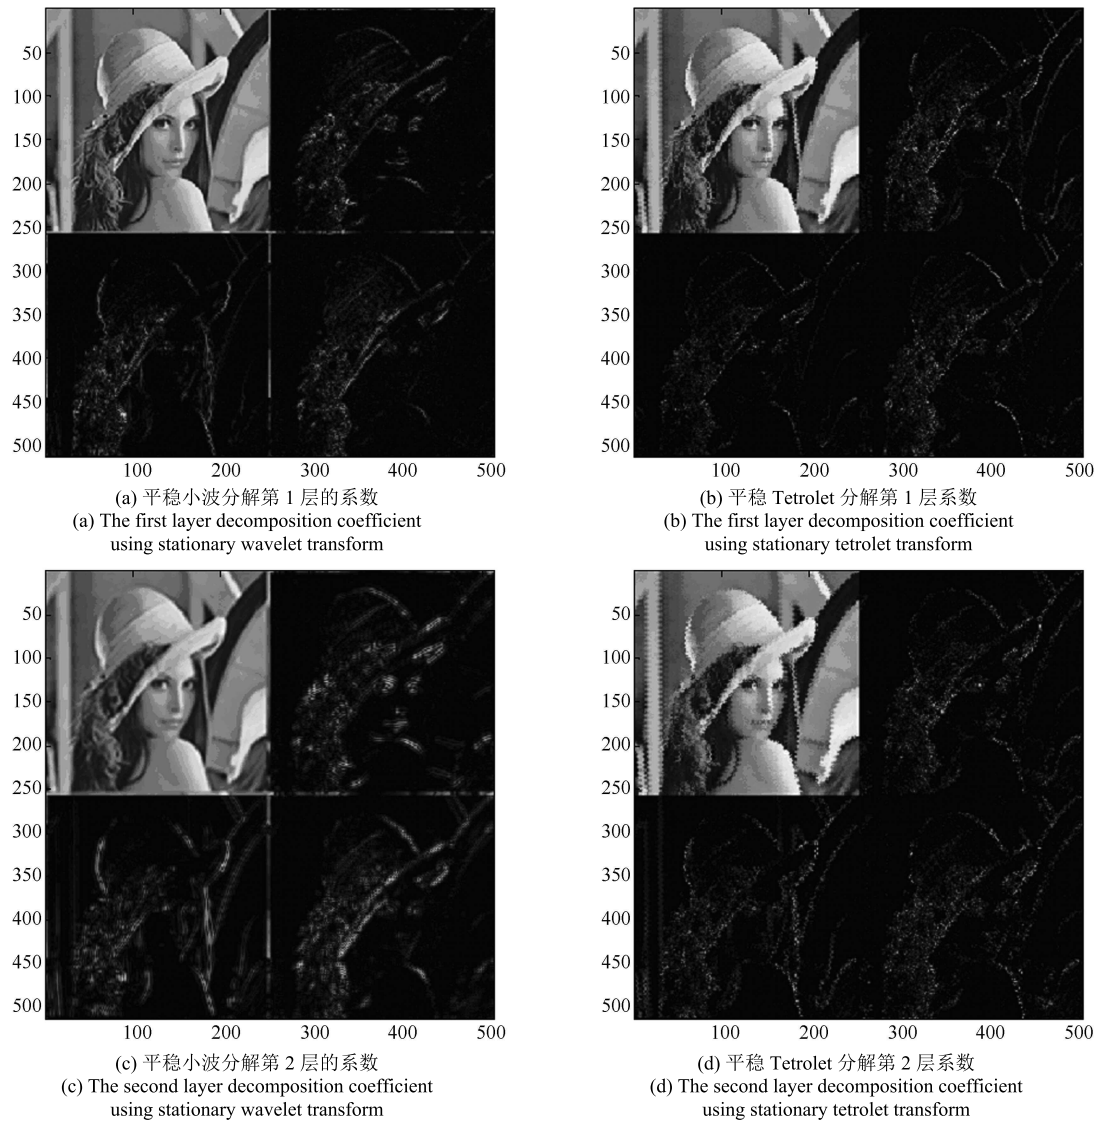 50
100
150
200
250
300
350
400
450
500
100 200 300 400 500
(a) 平稳小波分解第 1 层的系数
(a) The first layer decomposition coefficient
using stationary wavelet transform
50
100
150
200
250
300
350
400
450
500
100 200 300 400 500
(b) 平稳 Tetrolet 分解第 1 层系数
(b) The first layer decomposition coefficient
using stationary tetrolet transform
50
100
150
200
250
300
350
400
450
500
100 200 300 400 500
(c) 平稳小波分解第 2 层的系数
(c) The second layer decomposition coefficient
using stationary wavelet transform
50
100
150
200
250
300
350
400
450
500
100 200 300 400 500
(d) 平稳 Tetrolet 分解第 2 层系数
(d) The second layer decomposition coefficient
using stationary tetrolet transform